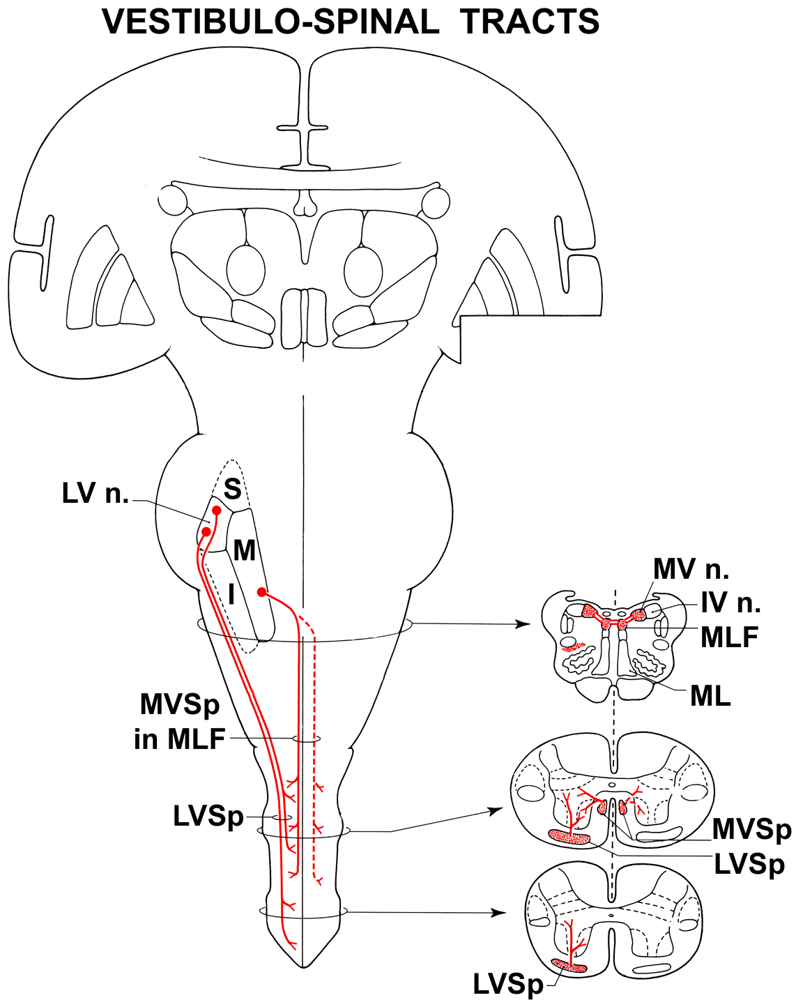 VESTIBULO-SPINAL TRACTS
LV n.
S
M
I
MV n.
IV n.
MLF
ML
MVSp
in MLF
LVSp
MVSp
LVSp
LVSp